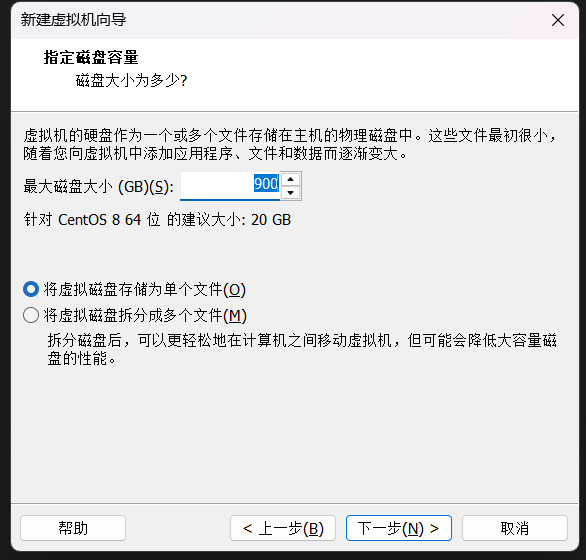 新建虚拟机向导
指定磁盘容量
磁盘大小为多少?
虚拟机的硬盘作为一个或多个文件存储在主机的物理磁盘中。这些文件最初很小，
随着您向虚拟机中添加应用程序、文件和数据而逐渐变大。
最大磁盘大小 (GB)(S): 900
针对 CentOS 8 64 位 的建议大小: 20 GB
将虚拟磁盘存储为单个文件(O)
将虚拟磁盘拆分成多个文件(M)
拆分磁盘后，可以更轻松地在计算机之间移动虚拟机，但可能会降低大容量磁
盘的性能。
帮助 < 上一步(B) 下一步(N) > 取消